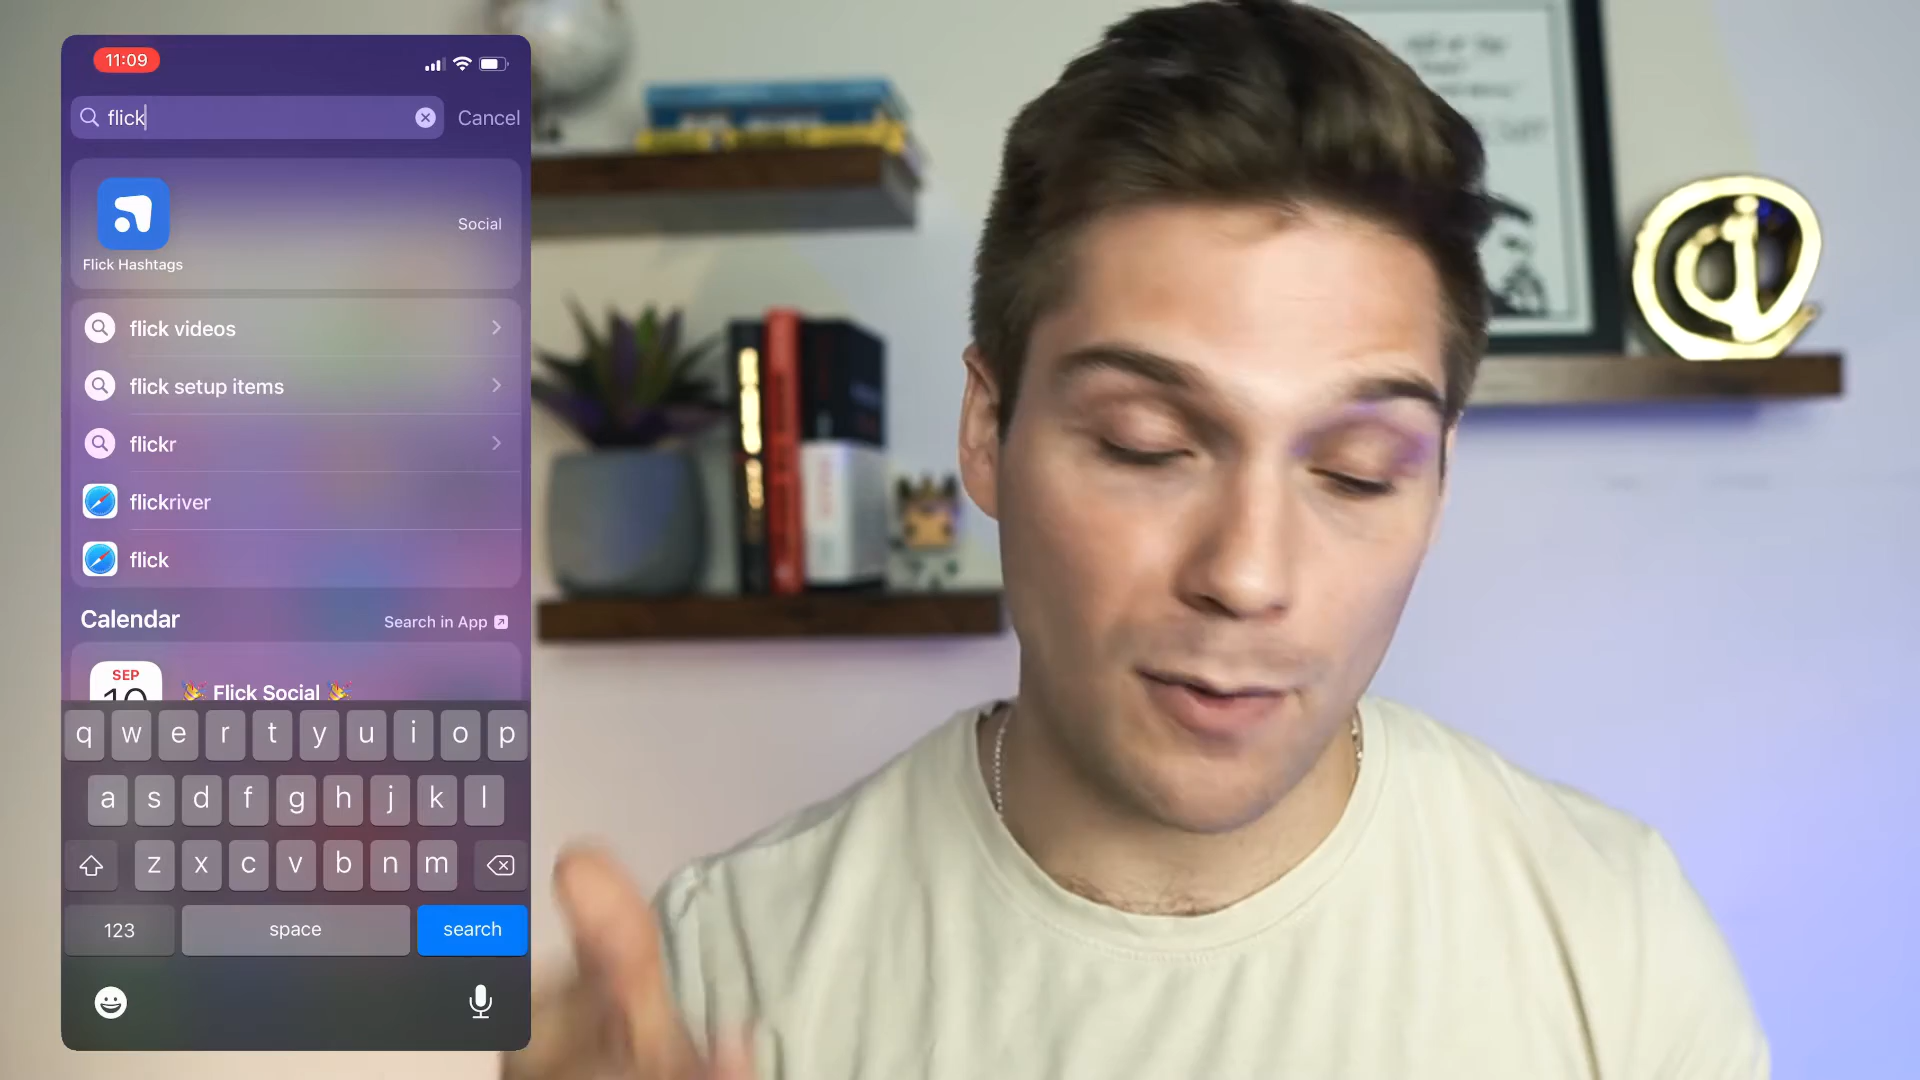 11:09
flick
Cancel
Social
Flick Hashtags
flick videos
flick setup items
flickr
flickriver
flick
Calendar
Search in App
SEP
10
🎉 Flick Social 🎉
q w e r t y u i o p
a s d f g h j k l
z x c v b n m
123 space search